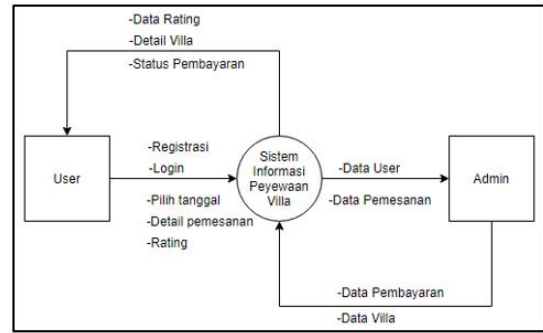 -Data Rating
-Detail Villa
-Status Pembayaran
User
-Registrasi
-Login
-Pilih tanggal
-Detail pemesanan
-Rating
Sistem
Informasi
Peyewaan
Villa
-Data User
-Data Pemesanan
Admin
-Data Pembayaran
-Data Villa